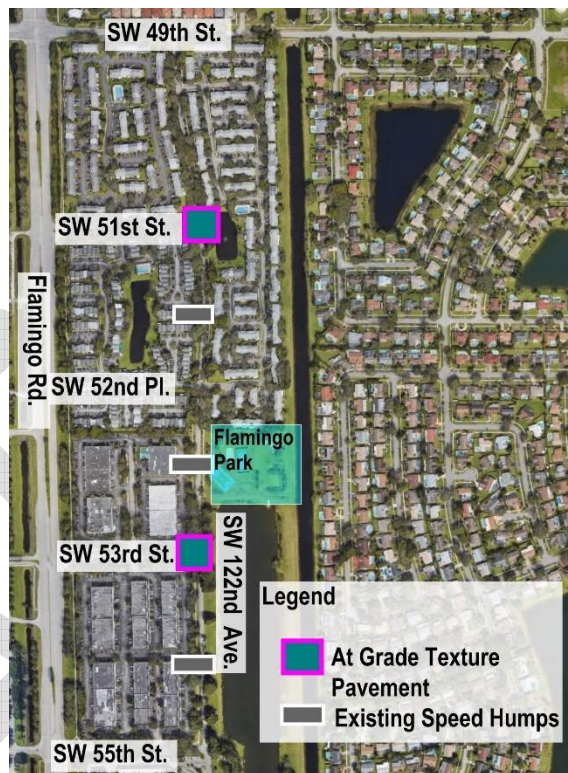 SW 49th St.
SW 51st St.
Flamingo Rd.
SW 52nd Pl.
Flamingo
Park
SW 53rd St.
SW 122nd Ave.
Legend
At Grade Texture
Pavement
Existing Speed Humps
SW 55th St.